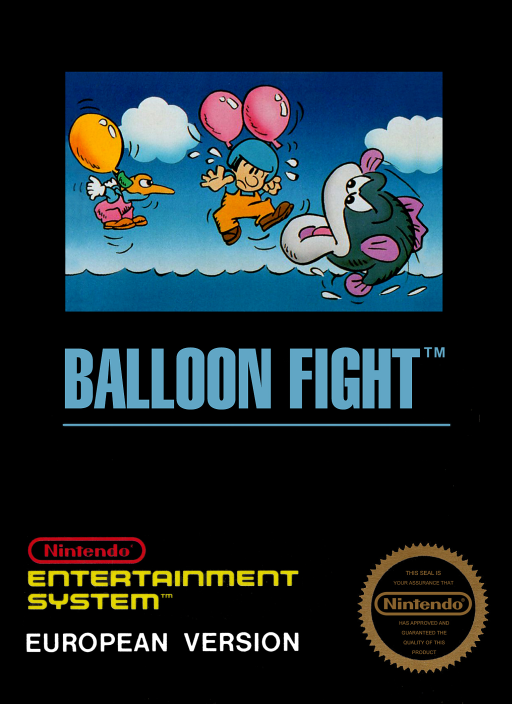 BALLOON FIGHT™
Nintendo®
ENTERTAINMENT
SYSTEM™
EUROPEAN VERSION
THIS SEAL IS
YOUR ASSURANCE THAT
Nintendo®
HAS APPROVED AND
GUARANTEED THE
QUALITY OF THIS
PRODUCT